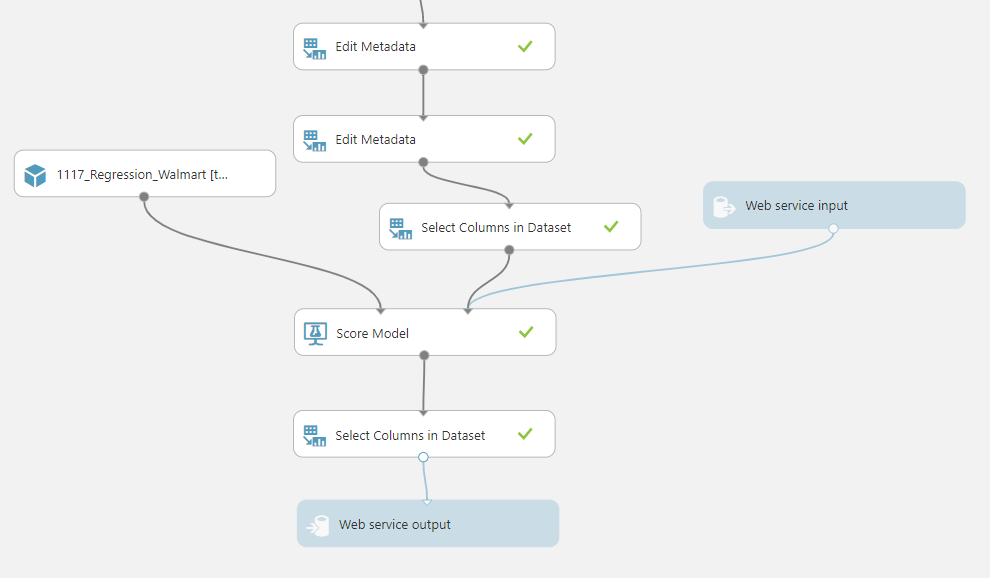 Edit Metadata
Edit Metadata
1117_Regression_Walmart [t...
Web service input
Select Columns in Dataset
Score Model
Select Columns in Dataset
Web service output